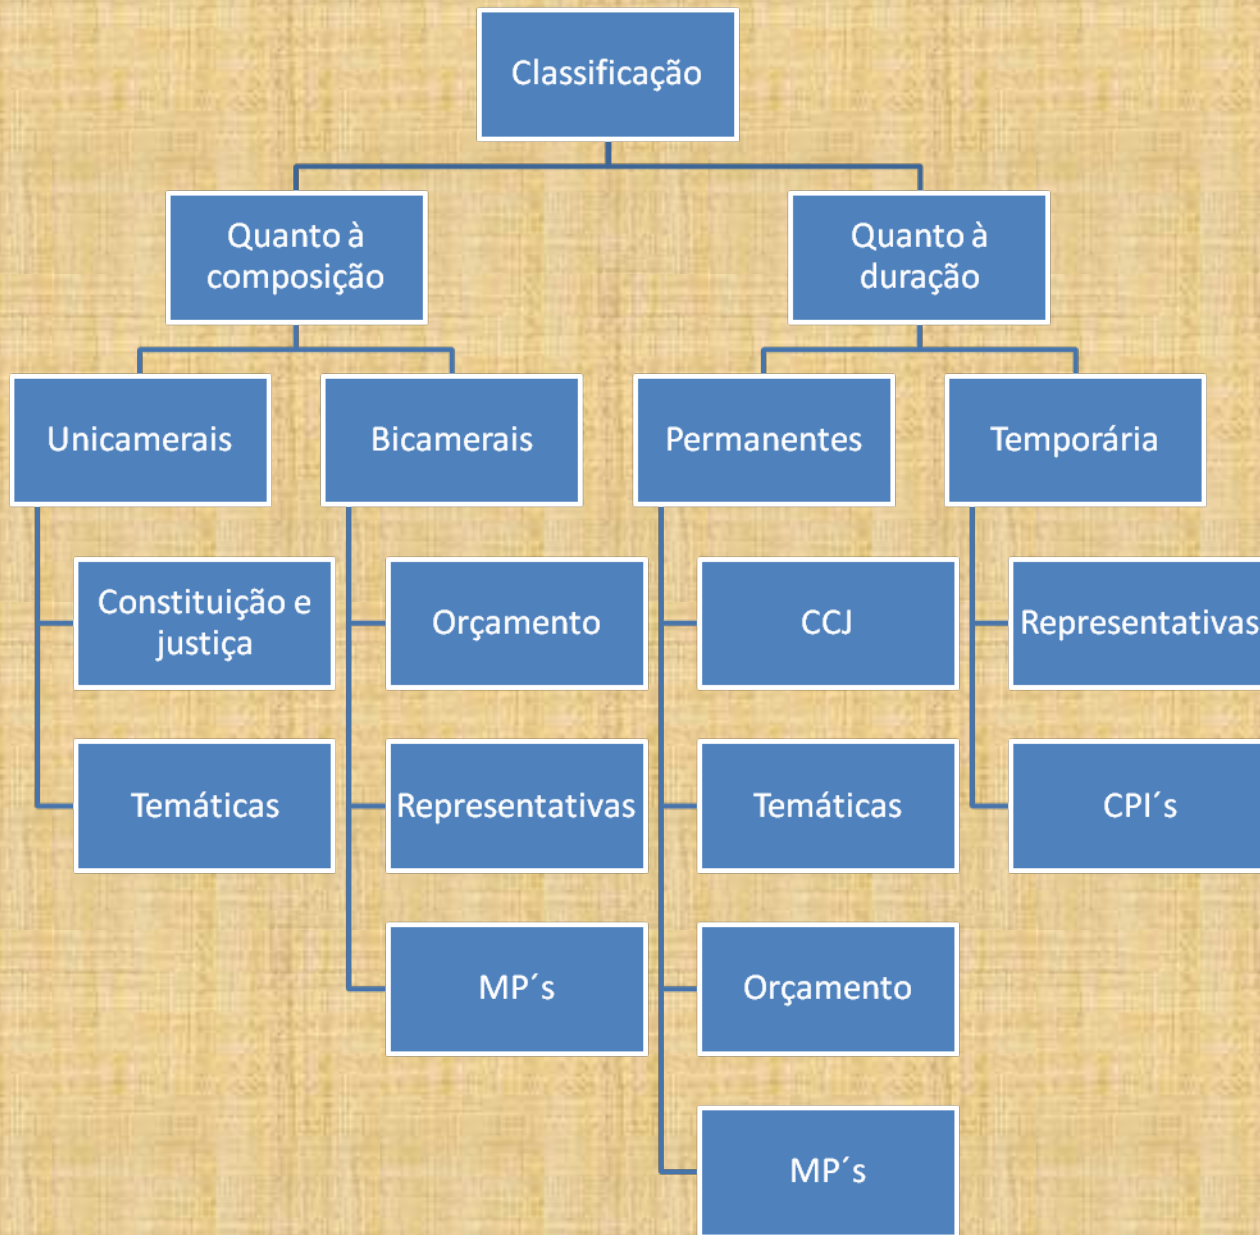 Classificação
Quanto à
composição
Quanto à
duração
Unicamerais
Bicamerais
Permanentes
Temporária
Constituição e
justiça
Orçamento
CCJ
Representativas
Temáticas
Representativas
Temáticas
CPI´s
MP´s
Orçamento
MP´s